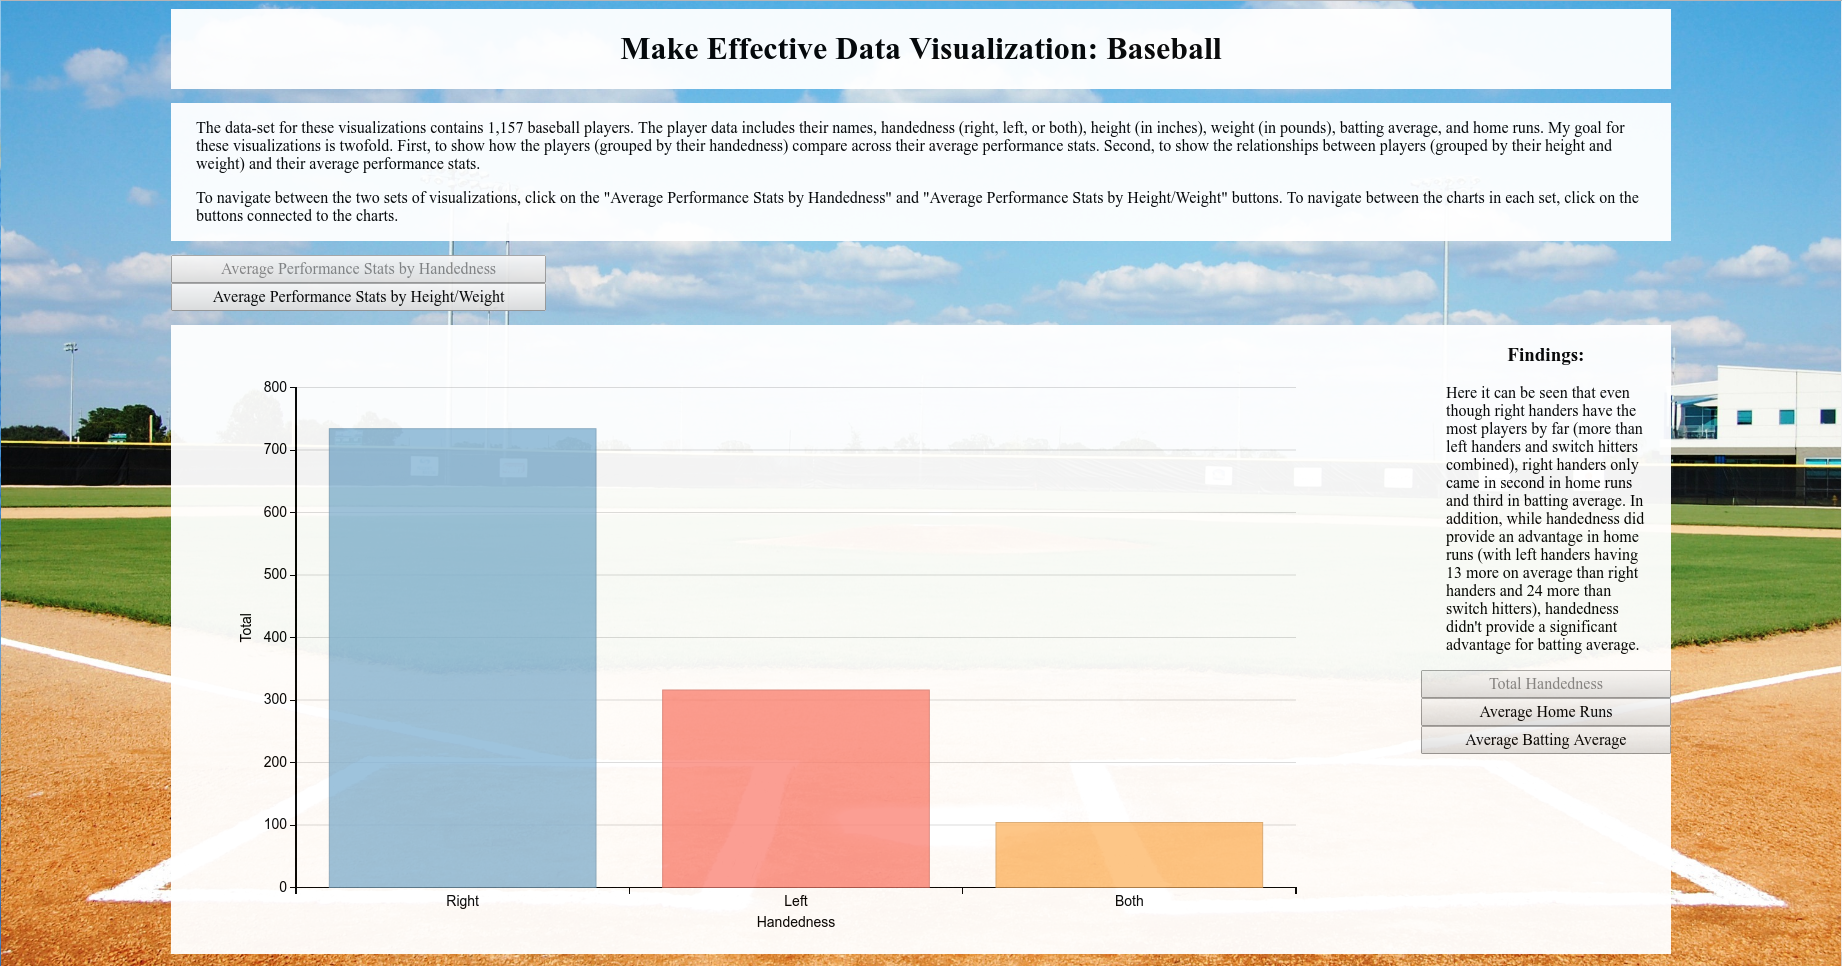 Make Effective Data Visualization: Baseball
The data-set for these visualizations contains 1,157 baseball players. The player data includes their names, handedness (right, left, or both), height (in inches), weight (in pounds), batting average, and home runs. My goal for
these visualizations is twofold. First, to show how the players (grouped by their handedness) compare across their average performance stats. Second, to show the relationships between players (grouped by their height and
weight) and their average performance stats.
To navigate between the two sets of visualizations, click on the "Average Performance Stats by Handedness" and "Average Performance Stats by Height/Weight" buttons. To navigate between the charts in each set, click on the
buttons connected to the charts.
Average Performance Stats by Handedness
Average Performance Stats by Height/Weight
800
700
600
500
400
300
200
100
0
Total
Right
Left
Both
Handedness
Findings:
Here it can be seen that even
though right handers have the
most players by far (more than
left handers and switch hitters
combined), right handers only
came in second in home runs
and third in batting average. In
addition, while handedness did
provide an advantage in home
runs (with left handers having
13 more on average than right
handers and 24 more than
switch hitters), handedness
didn't provide a significant
advantage for batting average.
Total Handedness
Average Home Runs
Average Batting Average